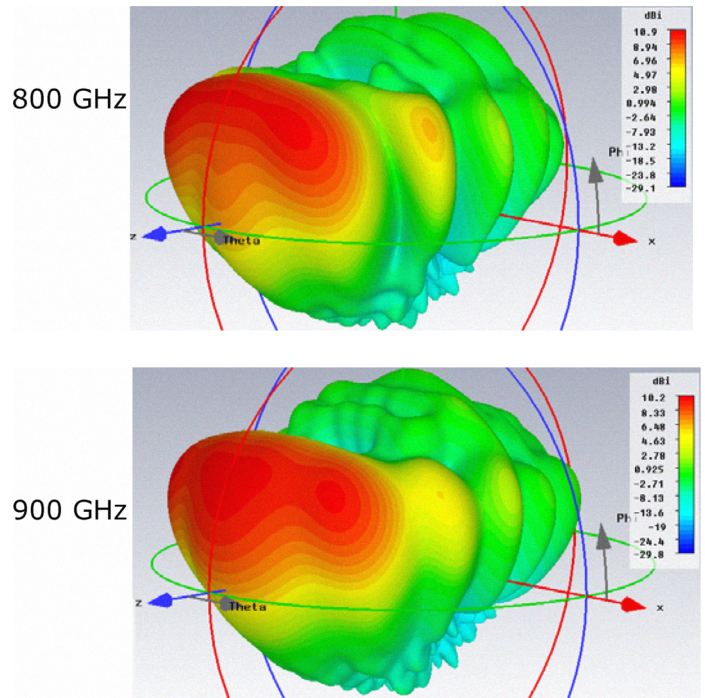 800 GHz
dBi
10.9
8.94
6.96
4.97
2.98
0.994
-2.64
-7.93
-13.2
-18.5
-23.8
-29.1
Phi
z
Theta
x
900 GHz
dBi
10.2
8.33
6.48
4.63
2.78
0.925
-2.71
-8.13
-13.6
-19
-24.4
-29.8
Phi
z
Theta
x